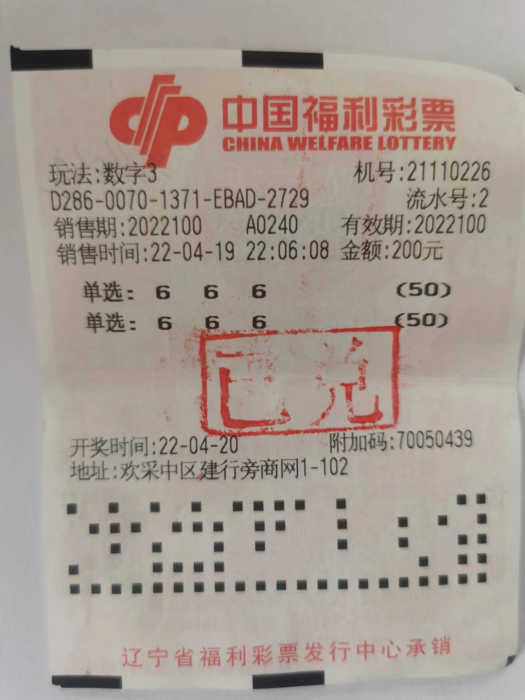 中国福利彩票
CHINA WELFARE LOTTERY
玩法:数字3 机号:21110226
D286-0070-1371-EBAD-2729 流水号:2
销售期:2022100 A0240 有效期:2022100
销售时间:22-04-19 22:06:08 金额:200元
单选: 6 6 6 (50)
单选: 6 6 6 (50)
已兑
开奖时间:22-04-20 附加码:70050439
地址:欢采中区建行旁商网1-102
辽宁省福利彩票发行中心承销